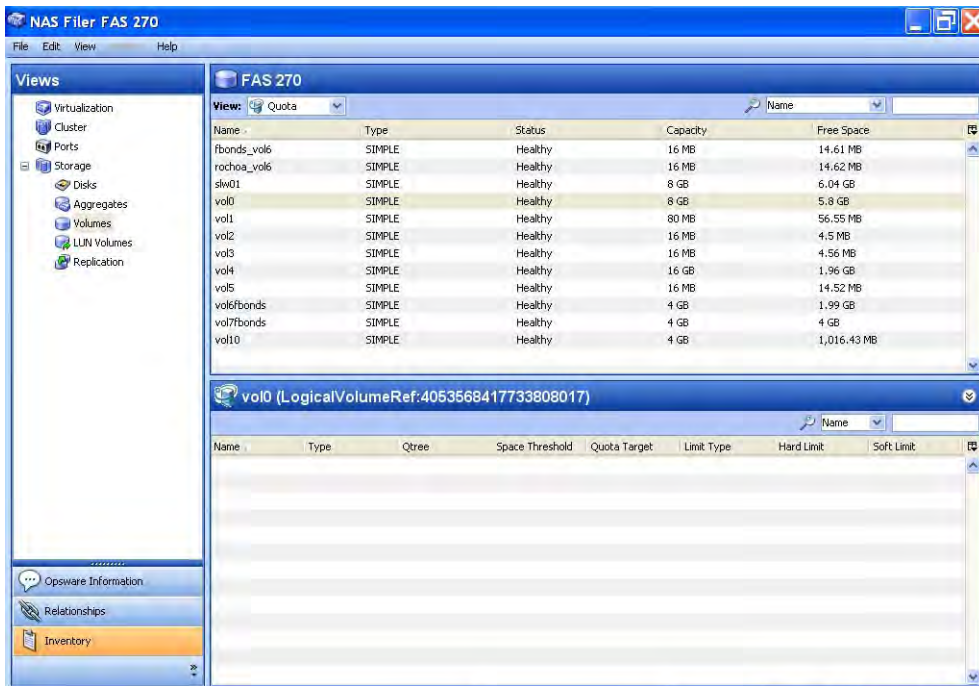 NAS Filer FAS 270
File Edit View Help
Views
Virtualization
Cluster
Ports
Storage
Disks
Aggregates
Volumes
LUN Volumes
Replication
Opsware Information
Relationships
Inventory
FAS 270
View: Quota Name
Name Type Status Capacity Free Space
fbonds_vol6 SIMPLE Healthy 16 MB 14.61 MB
rochoa_vol6 SIMPLE Healthy 16 MB 14.62 MB
slw01 SIMPLE Healthy 8 GB 6.04 GB
vol0 SIMPLE Healthy 8 GB 5.8 GB
vol1 SIMPLE Healthy 80 MB 56.55 MB
vol2 SIMPLE Healthy 16 MB 4.5 MB
vol3 SIMPLE Healthy 16 MB 4.56 MB
vol4 SIMPLE Healthy 16 GB 1.96 GB
vol5 SIMPLE Healthy 16 MB 14.52 MB
vol6fbonds SIMPLE Healthy 4 GB 1.99 GB
vol7fbonds SIMPLE Healthy 4 GB 4 GB
vol10 SIMPLE Healthy 4 GB 1,016.43 MB
vol0 (LogicalVolumeRef:4053568417733808017)
Name
Name Type Qtree Space Threshold Quota Target Limit Type Hard Limit Soft Limit